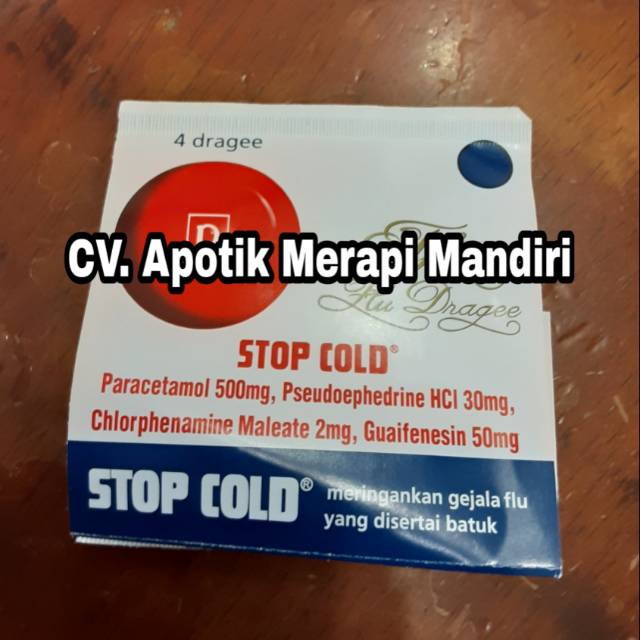 4 dragee
CV. Apotik Merapi Mandiri
Flu Dragee
STOP COLD®
Paracetamol 500mg, Pseudoephedrine HCl 30mg,
Chlorphenamine Maleate 2mg, Guaifenesin 50mg
STOP COLD® meringankan gejala flu
yang disertai batuk